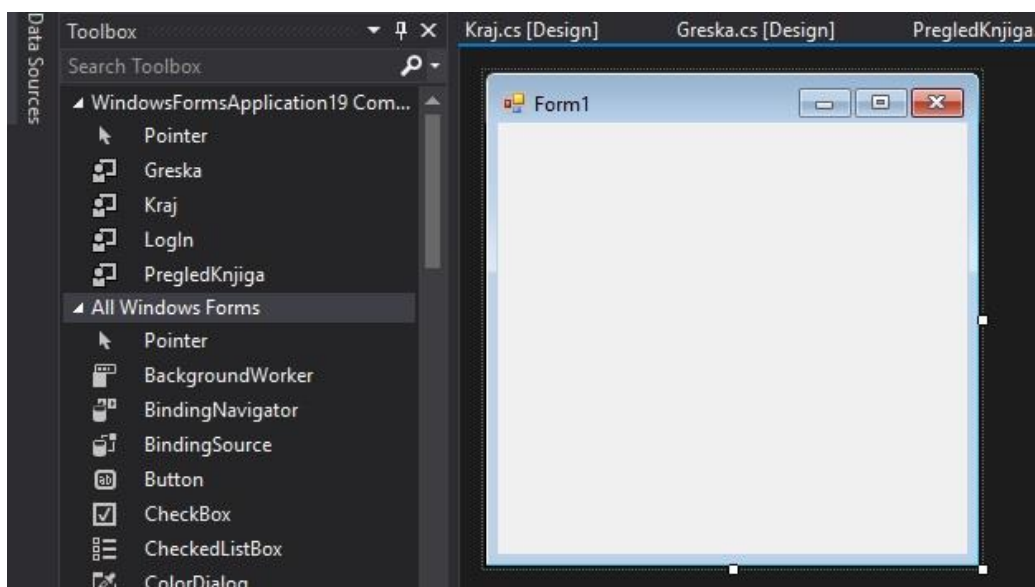 Data Sources
Toolbox
Search Toolbox
WindowsFormsApplication19 Com...
Pointer
Greska
Kraj
LogIn
PregledKnjiga
All Windows Forms
Pointer
BackgroundWorker
BindingNavigator
BindingSource
Button
CheckBox
CheckedListBox
ColorDialog
Kraj.cs [Design]
Greska.cs [Design]
PregledKnjiga.
Form1